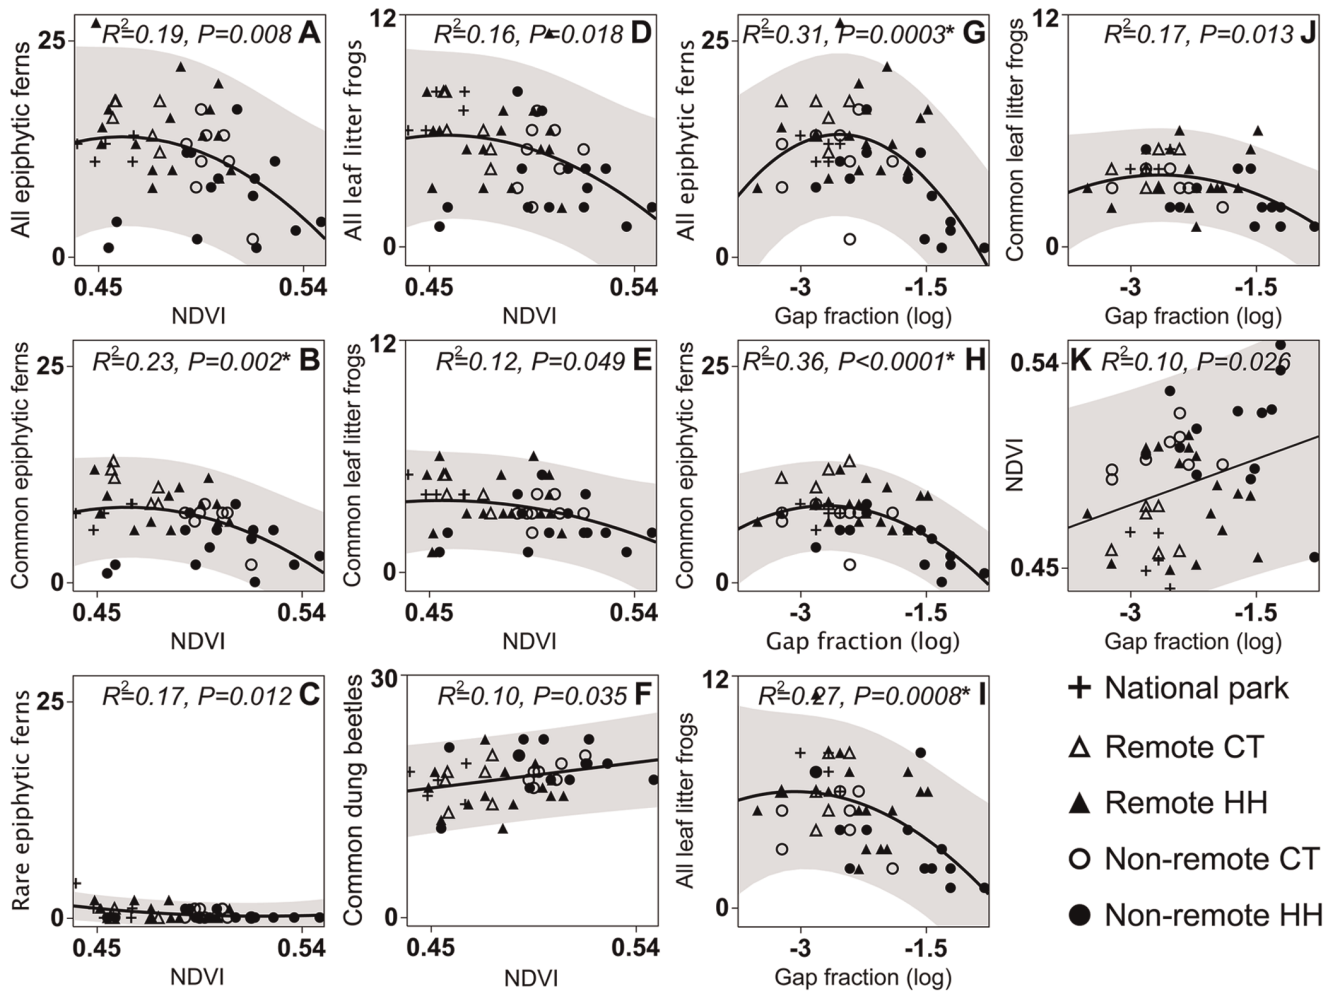 R²=0.19, P=0.008 A
All epiphytic ferns
25
0
0.45 0.54
NDVI
R²=0.16, P=0.018 D
All leaf litter frogs
12
0
0.45 0.54
NDVI
R²=0.31, P=0.0003* G
All epiphytic ferns
25
0
-3 -1.5
Gap fraction (log)
R²=0.17, P=0.013 J
Common leaf litter frogs
12
0
-3 -1.5
Gap fraction (log)
R²=0.23, P=0.002* B
Common epiphytic ferns
25
0
0.45 0.54
NDVI
R²=0.12, P=0.049 E
Common leaf litter frogs
12
0
0.45 0.54
NDVI
R²=0.36, P<0.0001* H
Common epiphytic ferns
25
0
-3 -1.5
Gap fraction (log)
K R²=0.10, P=0.026
NDVI
0.54
0.45
-3 -1.5
Gap fraction (log)
R²=0.17, P=0.012 C
Rare epiphytic ferns
25
0
0.45 0.54
NDVI
R²=0.10, P=0.035 F
Common dung beetles
30
0
0.45 0.54
NDVI
R²=0.27, P=0.0008* I
All leaf litter frogs
12
0
-3 -1.5
Gap fraction (log)
National park
Remote CT
Remote HH
Non-remote CT
Non-remote HH